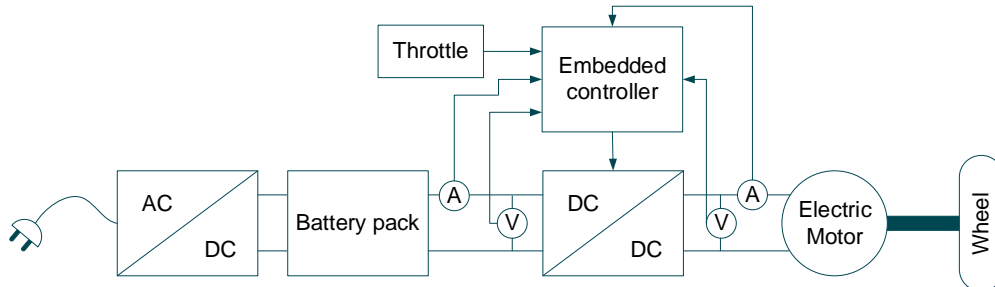 Throttle
Embedded
controller
AC
DC
Battery pack
A
V
DC
DC
V
A
Electric
Motor
Wheel